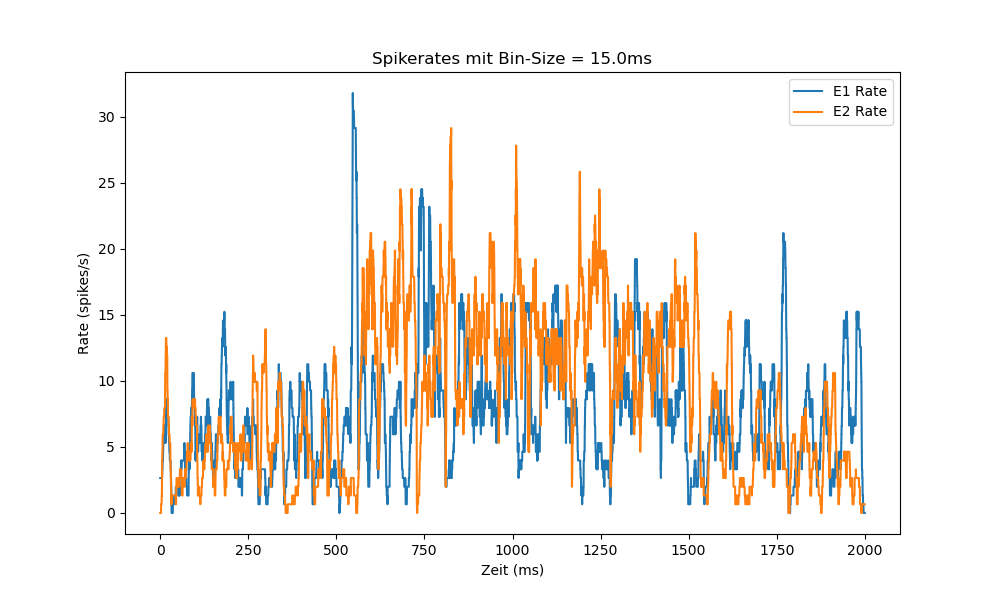 Spikerates mit Bin-Size = 15.0ms
E1 Rate
E2 Rate
Rate (spikes/s)
30
25
20
15
10
5
0
0 250 500 750 1000 1250 1500 1750 2000
Zeit (ms)